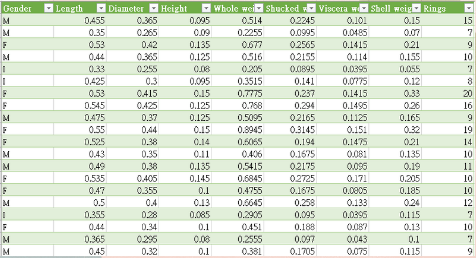 Gender Length Diameter Height Whole wei Shucked w Viscera we Shell weigh Rings
M 0.455 0.365 0.095 0.514 0.2245 0.101 0.15 15
M 0.35 0.265 0.09 0.2255 0.0995 0.0485 0.07 7
F 0.53 0.42 0.135 0.677 0.2565 0.1415 0.21 9
M 0.44 0.365 0.125 0.516 0.2155 0.114 0.155 10
I 0.33 0.255 0.08 0.205 0.0895 0.0395 0.055 7
I 0.425 0.3 0.095 0.3515 0.141 0.0775 0.12 8
F 0.53 0.415 0.15 0.7775 0.237 0.1415 0.33 20
F 0.545 0.425 0.125 0.768 0.294 0.1495 0.26 16
M 0.475 0.37 0.125 0.5095 0.2165 0.1125 0.165 9
F 0.55 0.44 0.15 0.8945 0.3145 0.151 0.32 19
F 0.525 0.38 0.14 0.6065 0.194 0.1475 0.21 14
M 0.43 0.35 0.11 0.406 0.1675 0.081 0.135 10
M 0.49 0.38 0.135 0.5415 0.2175 0.095 0.19 11
F 0.535 0.405 0.145 0.6845 0.2725 0.171 0.205 10
F 0.47 0.355 0.1 0.4755 0.1675 0.0805 0.185 10
M 0.5 0.4 0.13 0.6645 0.258 0.133 0.24 12
I 0.355 0.28 0.085 0.2905 0.095 0.0395 0.115 7
F 0.44 0.34 0.1 0.451 0.188 0.087 0.13 10
M 0.365 0.295 0.08 0.2555 0.097 0.043 0.1 7
M 0.45 0.32 0.1 0.381 0.1705 0.075 0.115 9